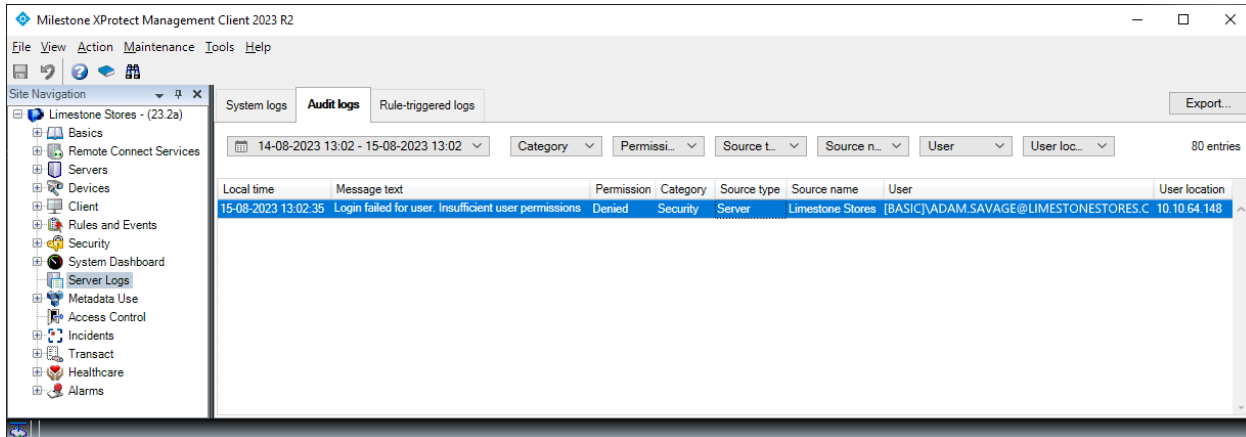 Milestone XProtect Management Client 2023 R2
File View Action Maintenance Tools Help
Site Navigation
Limestone Stores - (23.2a)
Basics
Remote Connect Services
Servers
Devices
Client
Rules and Events
Security
System Dashboard
Server Logs
Metadata Use
Access Control
Incidents
Transact
Healthcare
Alarms
System logs Audit logs Rule-triggered logs Export...
14-08-2023 13:02 - 15-08-2023 13:02 Category Permissi... Source t... Source n... User User loc... 80 entries
Local time Message text Permission Category Source type Source name User User location
15-08-2023 13:02:35 Login failed for user. Insufficient user permissions Denied Security Server Limestone Stores [BASIC]\ADAM.SAVAGE@LIMESTONESTORES.C 10.10.64.148